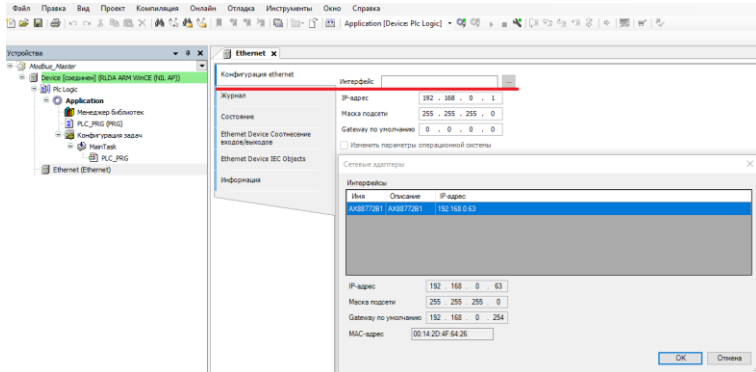 Файл Правка Вид Проект Компиляция Онлайн Отладка Инструменты Окно Справка
Application [Device: Plc Logic]
Устройства
Modbus_Master
Device [соединен] (RLDA ARM WinCE (NIL AP))
Plc Logic
Application
Менеджер библиотек
PLC_PRG (PRG)
Конфигурация задач
MainTask
PLC_PRG
Ethernet (Ethernet)
Ethernet
Конфигурация ethernet
Журнал
Состояние
Ethernet Device Соотнесение входов/выходов
Ethernet Device IEC Objects
Информация
Интерфейс ...
IP-адрес 192 . 168 . 0 . 1
Маска подсети 255 . 255 . 255 . 0
Gateway по умолчанию 0 . 0 . 0 . 0
Изменить параметры операционной системы
Сетевые адаптеры
Интерфейсы
Имя Описание IP-адрес
AX88772B1 AX88772B1 192.168.0.63
IP-адрес 192 . 168 . 0 . 63
Маска подсети 255 . 255 . 255 . 0
Gateway по умолчанию 192 . 168 . 0 . 254
MAC-адрес 00:14:2D:4F:64:26
OK Отмена